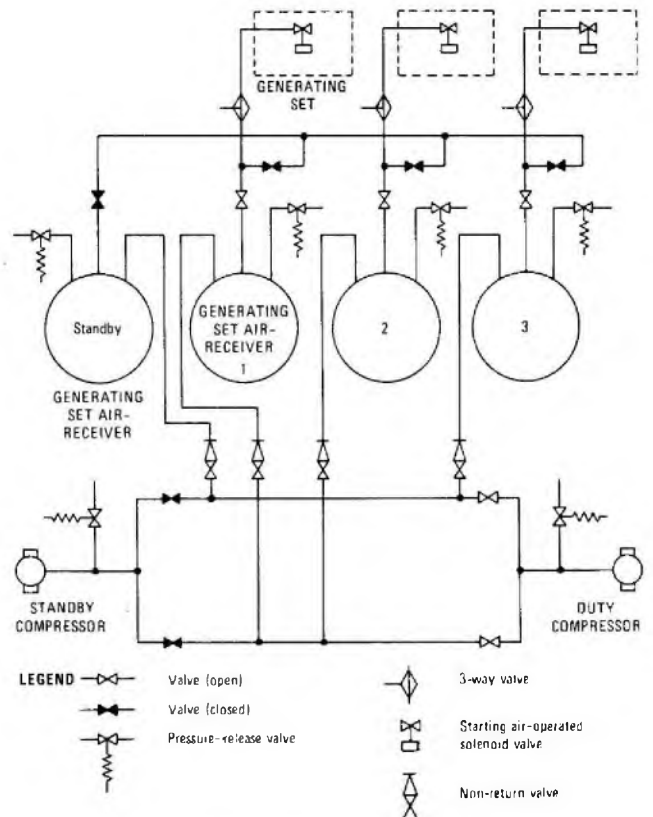 GENERATING
SET
Standby
GENERATING
SET AIR-
RECEIVER
1
2
3
GENERATING
SET AIR-
RECEIVER
STANDBY
COMPRESSOR
DUTY
COMPRESSOR
LEGEND
Valve (open)
Valve (closed)
Pressure-release valve
3-way valve
Starting air-operated
solenoid valve
Non-return valve